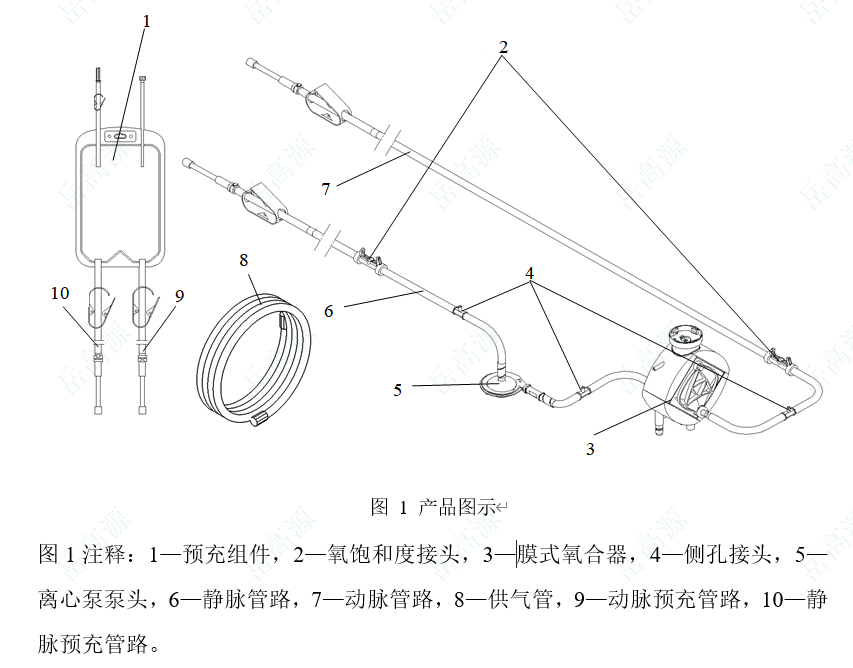 1
2
7
8
10
9
6
4
5
3
图 1 产品图示
图1注释：1—预充组件，2—氧饱和度接头，3—膜式氧合器，4—侧孔接头，5—
离心泵泵头，6—静脉管路，7—动脉管路，8—供气管，9—动脉预充管路，10—静
脉预充管路。
岳高源